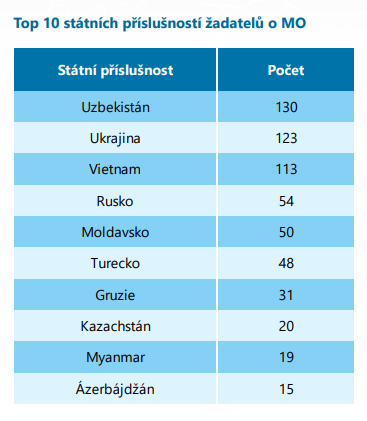 Top 10 státních příslušností žadatelů o MO
Státní příslušnost Počet
Uzbekistán 130
Ukrajina 123
Vietnam 113
Rusko 54
Moldavsko 50
Turecko 48
Gruzie 31
Kazachstán 20
Myanmar 19
Ázerbájdžán 15